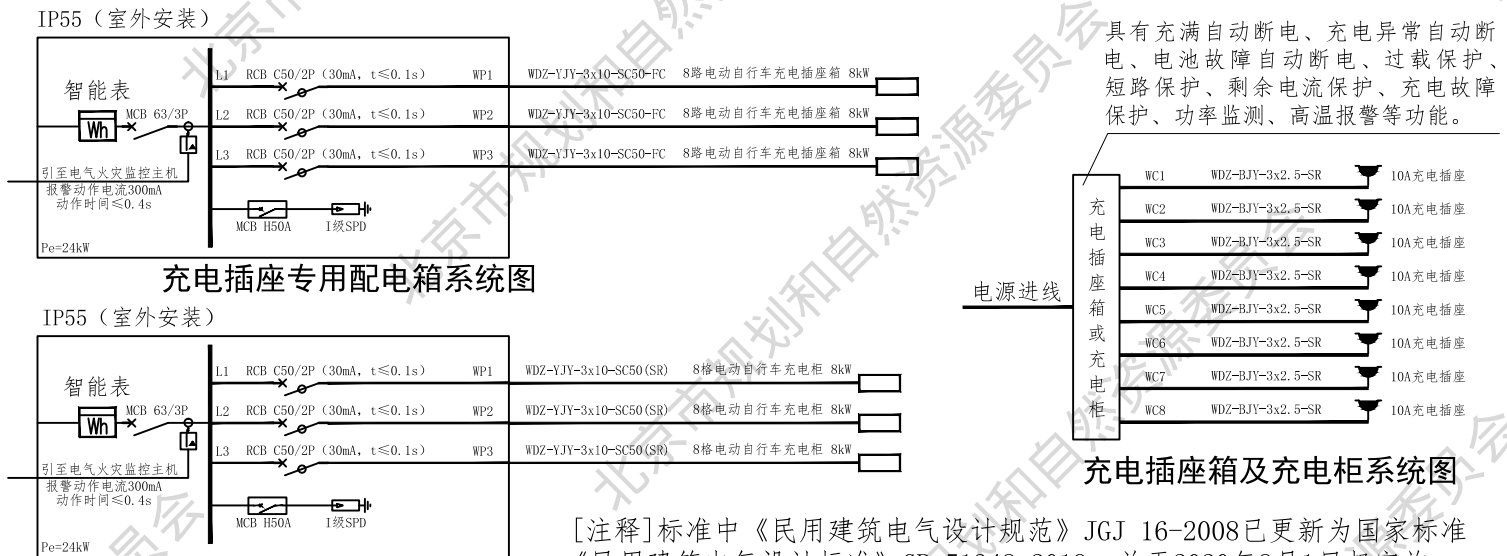 IP55（室外安装）
智能表
Wh
MCB 63/3P
引至电气火灾监控主机
报警动作电流300mA
动作时间≤0.4s
Pe=24kW
L1 RCB C50/2P (30mA, t≤0.1s) WP1 WDZ-YJY-3x10-SC50-FC 8路电动自行车充电插座箱 8kW
L2 RCB C50/2P (30mA, t≤0.1s) WP2 WDZ-YJY-3x10-SC50-FC 8路电动自行车充电插座箱 8kW
L3 RCB C50/2P (30mA, t≤0.1s) WP3 WDZ-YJY-3x10-SC50-FC 8路电动自行车充电插座箱 8kW
MCB H50A I级SPD
充电插座专用配电箱系统图
IP55（室外安装）
智能表
Wh
MCB 63/3P
引至电气火灾监控主机
报警动作电流300mA
动作时间≤0.4s
Pe=24kW
L1 RCB C50/2P (30mA, t≤0.1s) WP1 WDZ-YJY-3x10-SC50(SR) 8格电动自行车充电柜 8kW
L2 RCB C50/2P (30mA, t≤0.1s) WP2 WDZ-YJY-3x10-SC50(SR) 8格电动自行车充电柜 8kW
L3 RCB C50/2P (30mA, t≤0.1s) WP3 WDZ-YJY-3x10-SC50(SR) 8格电动自行车充电柜 8kW
MCB H50A I级SPD
具有充满自动断电、充电异常自动断
电、电池故障自动断电、过载保护、
短路保护、剩余电流保护、充电故障
保护、功率监测、高温报警等功能。
电源进线
充电插座箱或充电柜
WC1 WDZ-BJY-3x2.5-SR 10A充电插座
WC2 WDZ-BJY-3x2.5-SR 10A充电插座
WC3 WDZ-BJY-3x2.5-SR 10A充电插座
WC4 WDZ-BJY-3x2.5-SR 10A充电插座
WC5 WDZ-BJY-3x2.5-SR 10A充电插座
WC6 WDZ-BJY-3x2.5-SR 10A充电插座
WC7 WDZ-BJY-3x2.5-SR 10A充电插座
WC8 WDZ-BJY-3x2.5-SR 10A充电插座
充电插座箱及充电柜系统图
[注释]标准中《民用建筑电气设计规范》JGJ 16-2008已更新为国家标准
北京市规划和自然资源委员会